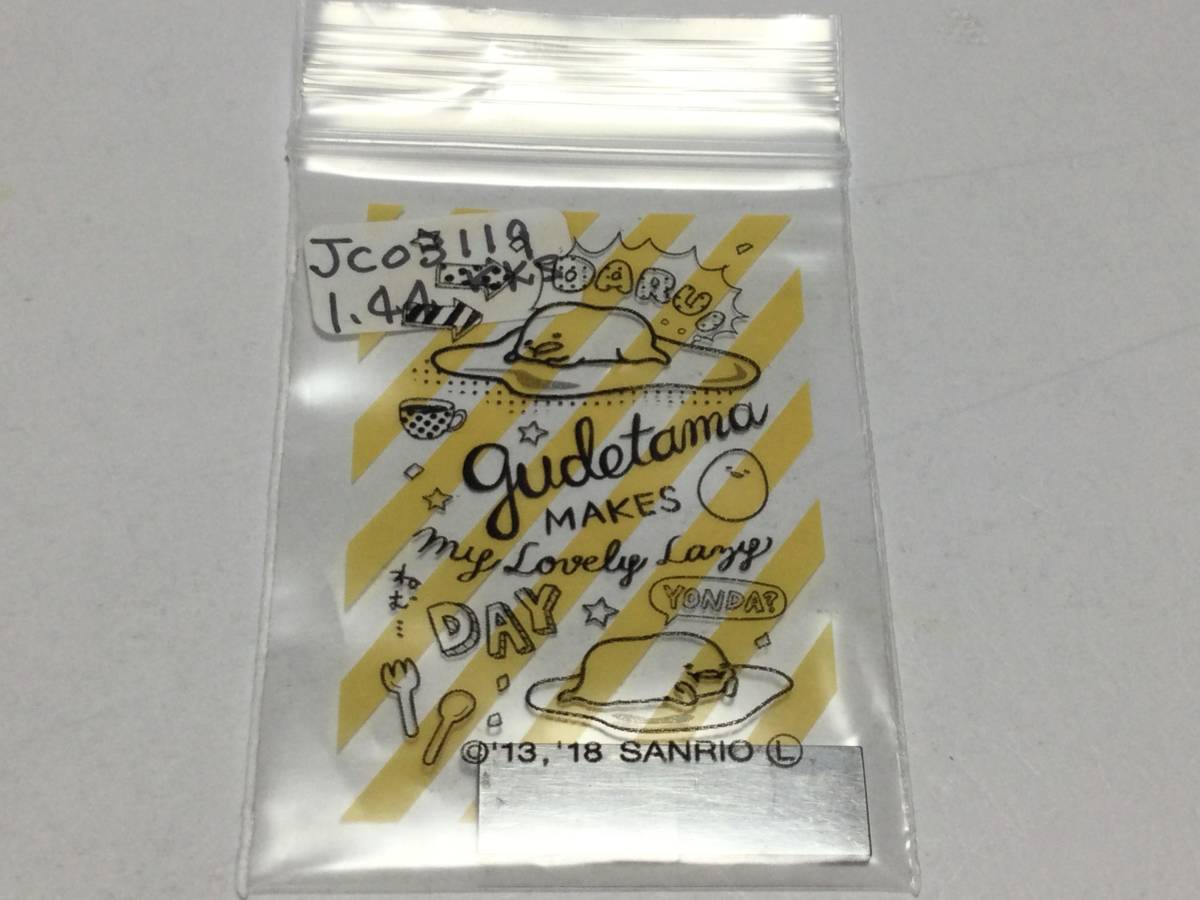 JC03119
1.44
DARU
gudetama
MAKES
My Lovely Lazy
ねむ…
DAY
YONDA?
©'13, '18 SANRIO Ⓛ